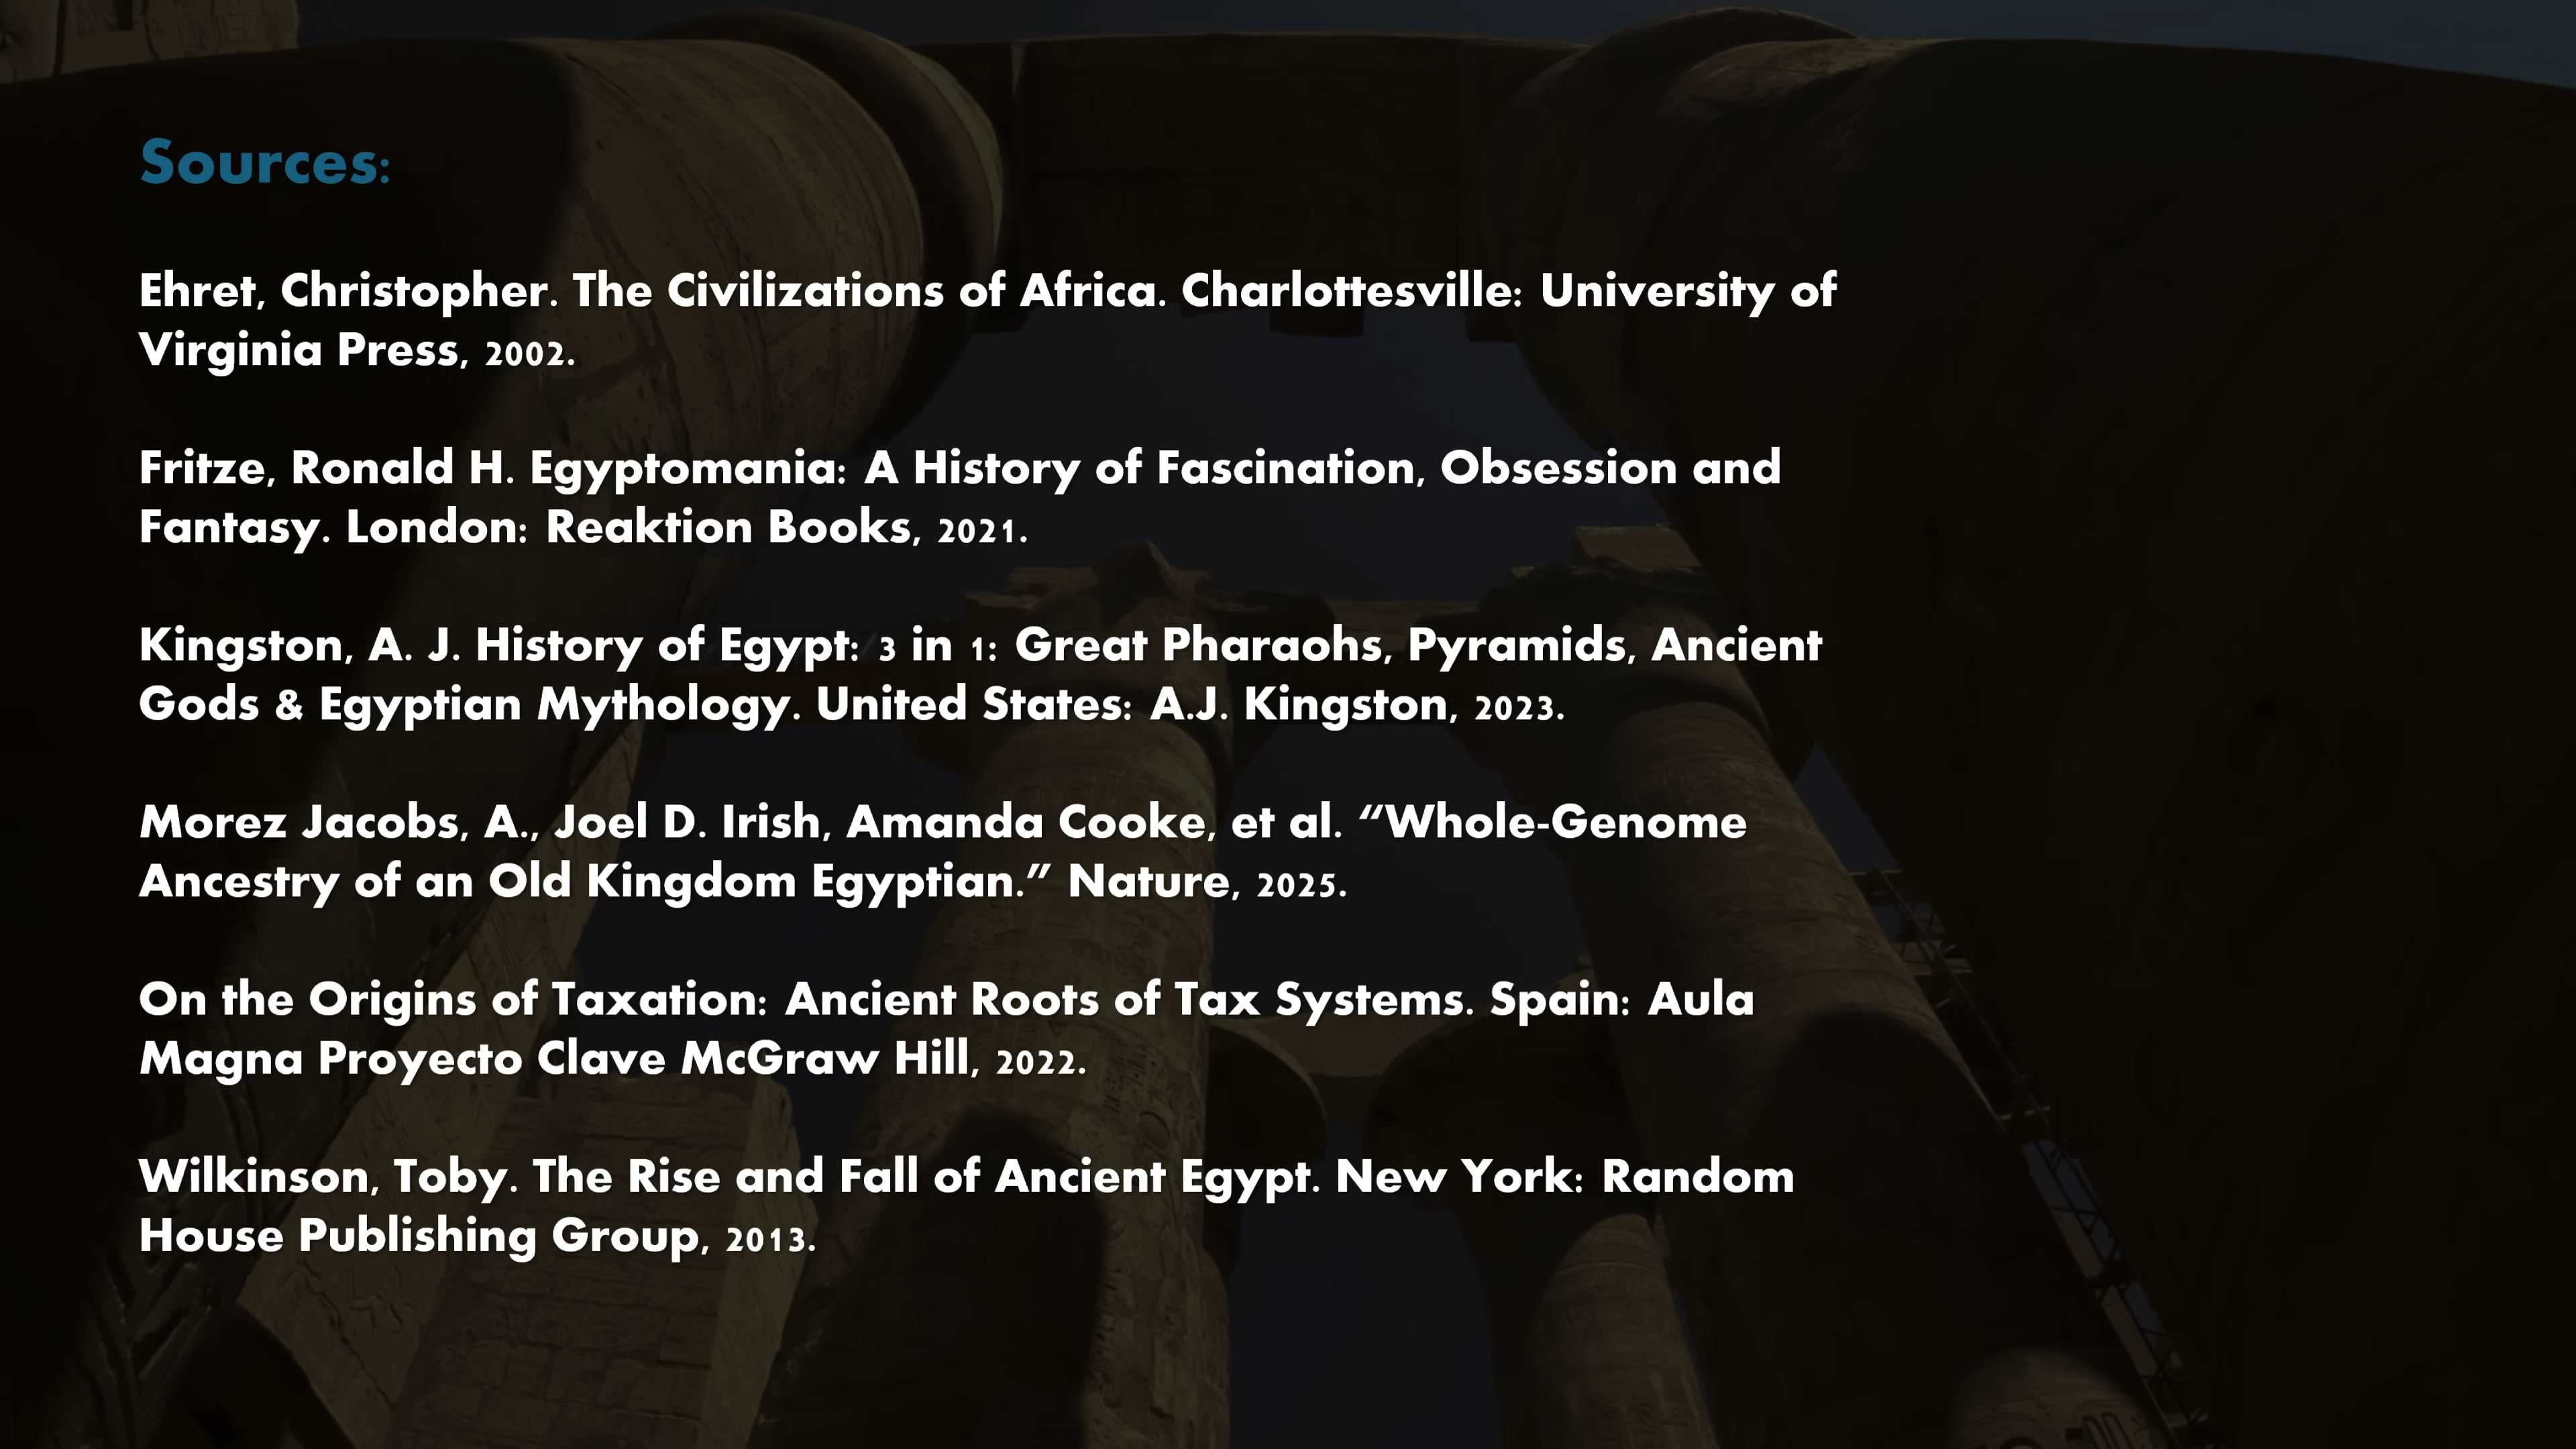 Sources:
Ehret, Christopher. The Civilizations of Africa. Charlottesville: University of
Virginia Press, 2002.
Fritze, Ronald H. Egyptomania: A History of Fascination, Obsession and
Fantasy. London: Reaktion Books, 2021.
Kingston, A. J. History of Egypt: 3 in 1: Great Pharaohs, Pyramids, Ancient
Gods & Egyptian Mythology. United States: A.J. Kingston, 2023.
Morez Jacobs, A., Joel D. Irish, Amanda Cooke, et al. “Whole-Genome
Ancestry of an Old Kingdom Egyptian.” Nature, 2025.
On the Origins of Taxation: Ancient Roots of Tax Systems. Spain: Aula
Magna Proyecto Clave McGraw Hill, 2022.
Wilkinson, Toby. The Rise and Fall of Ancient Egypt. New York: Random
House Publishing Group, 2013.